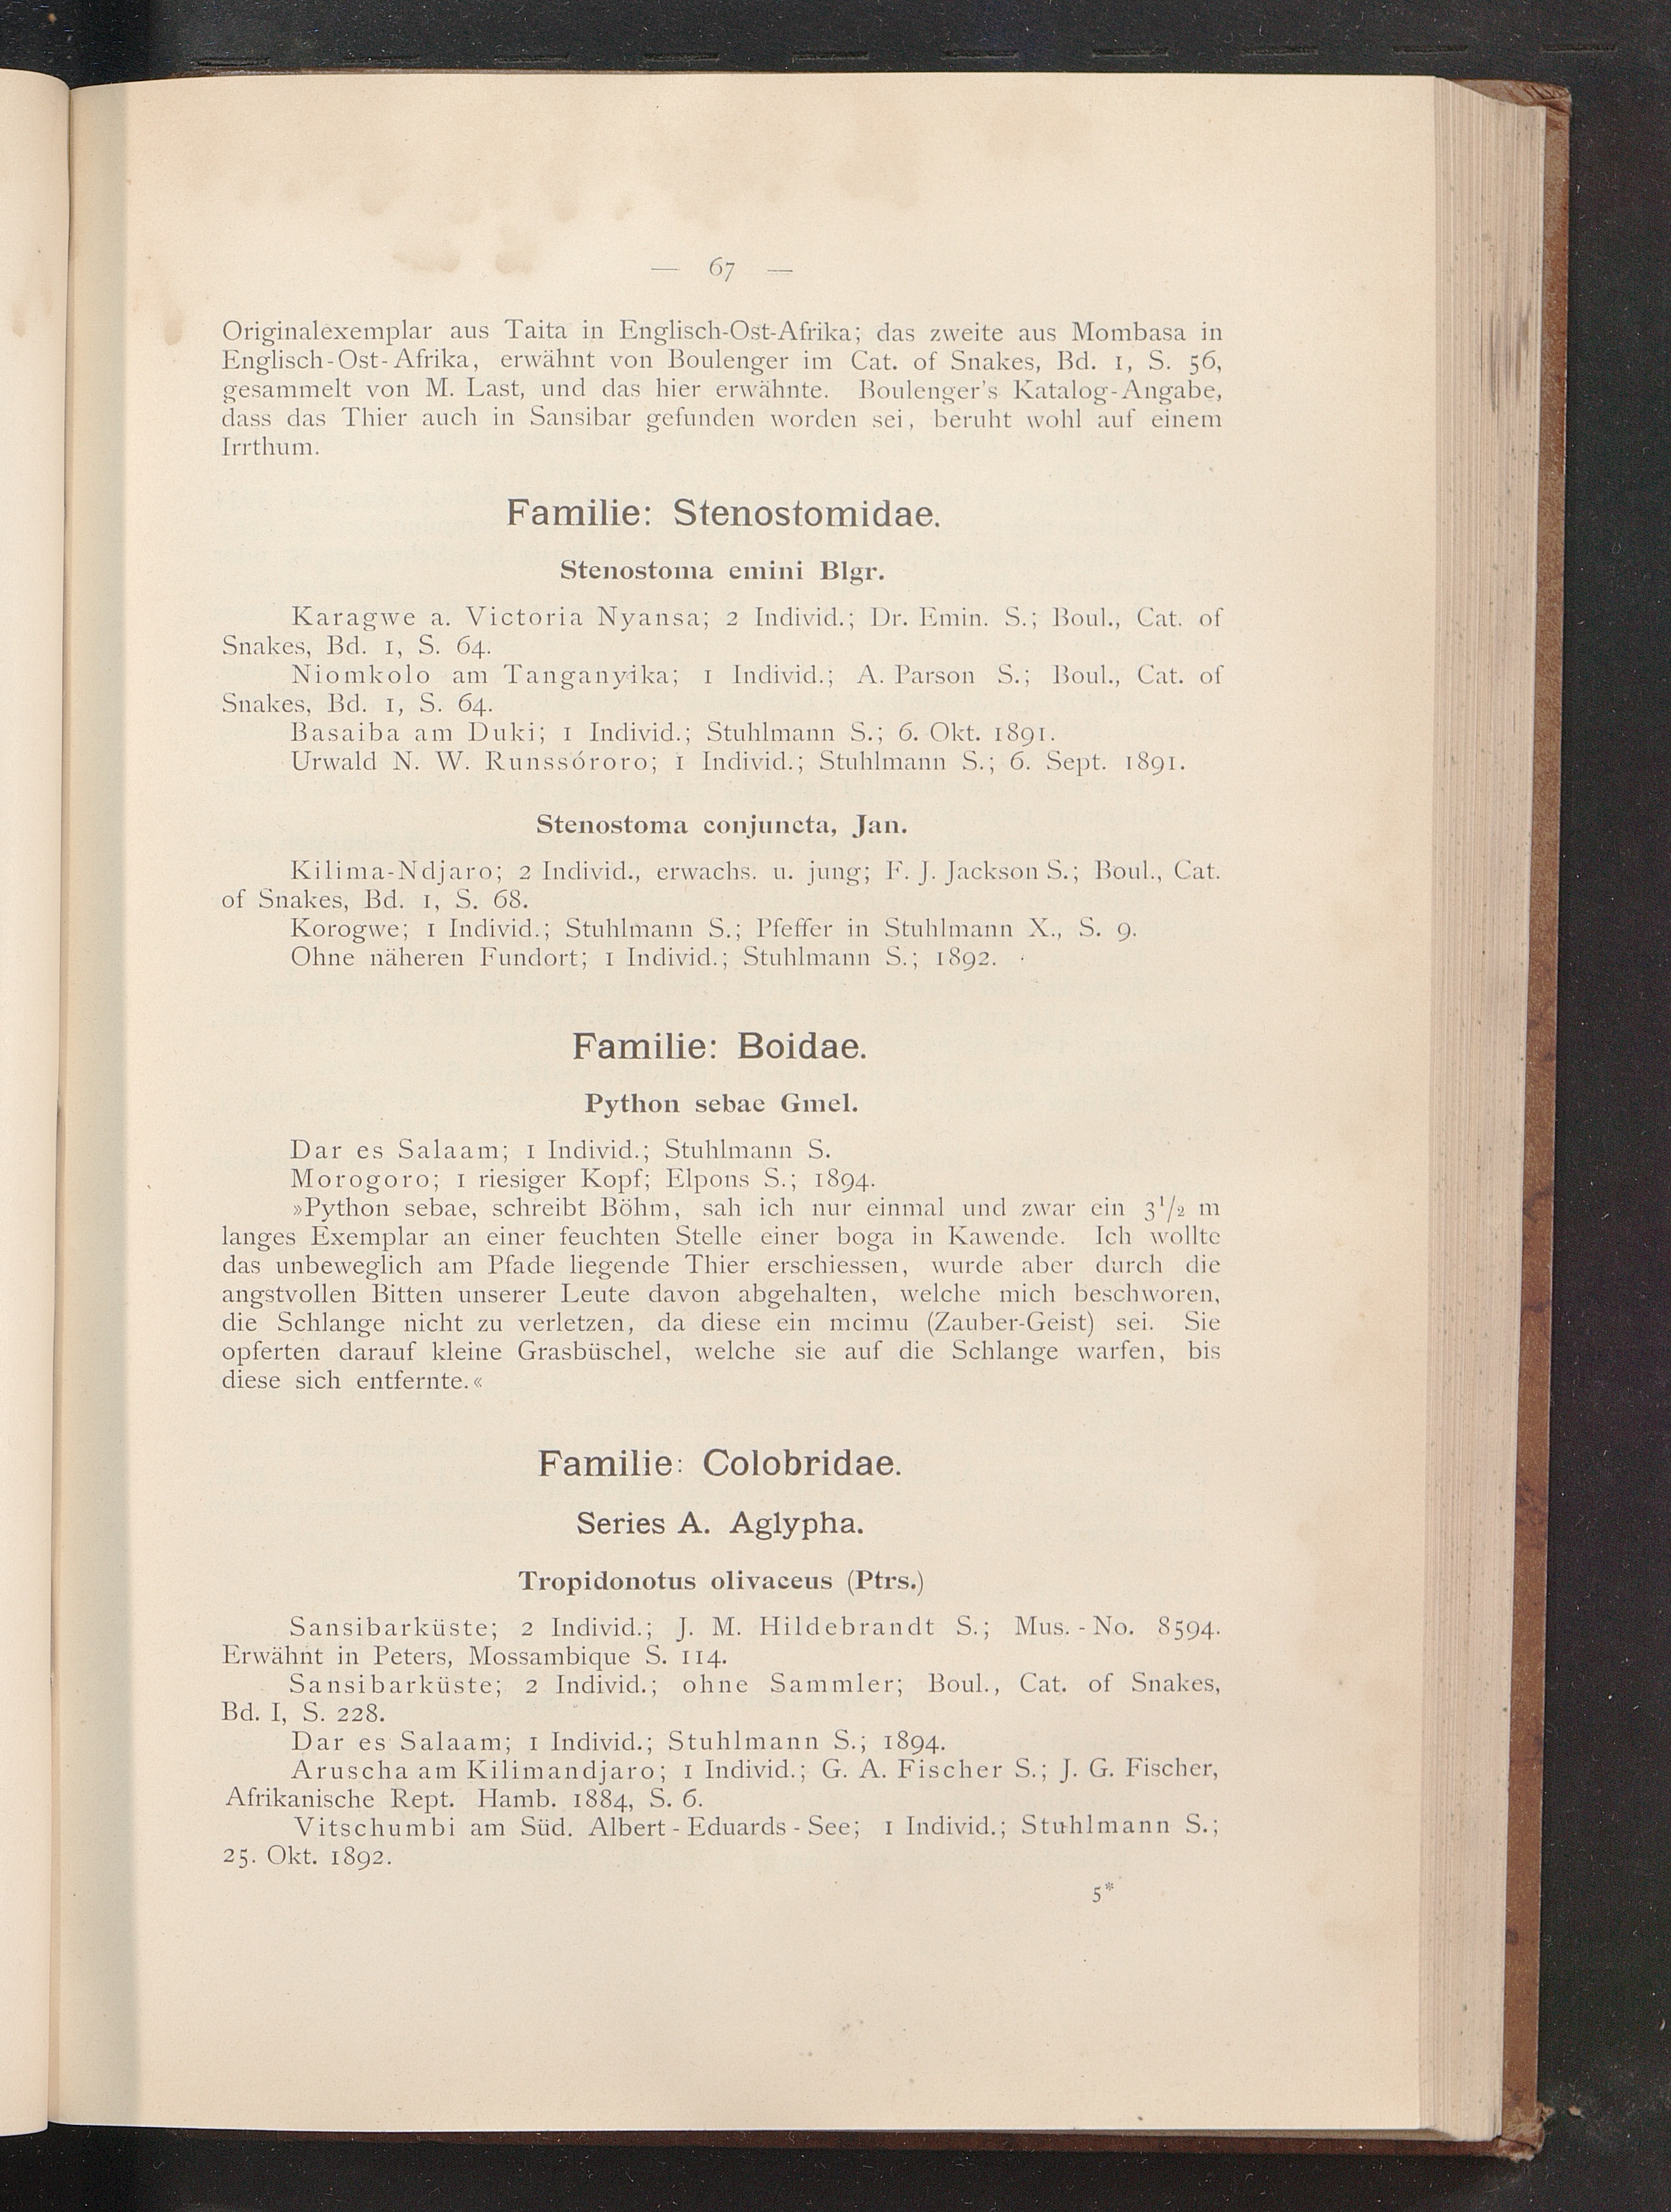 — 67 —
Originalexemplar aus Taita in Englisch-Ost-Afrika; das zweite aus Mombasa in
Englisch-Ost-Afrika, erwähnt von Boulenger im Cat. of Snakes, Bd. 1, S. 56,
gesammelt von M. Last, und das hier erwähnte. Boulenger's Katalog-Angabe,
dass das Thier auch in Sansibar gefunden worden sei, beruht wohl auf einem
Irrthum.
Familie: Stenostomidae.
Stenostoma emini Blgr.
Karagwe a. Victoria Nyansa; 2 Individ.; Dr. Emin. S.; Boul., Cat. of
Snakes, Bd. 1, S. 64.
Niomkolo am Tanganyika; 1 Individ.; A. Parson S.; Boul., Cat. of
Snakes, Bd. 1, S. 64.
Basaiba am Duki; 1 Individ.; Stuhlmann S.; 6. Okt. 1891.
Urwald N. W. Runssóroro; 1 Individ.; Stuhlmann S.; 6. Sept. 1891.
Stenostoma conjuncta, Jan.
Kilima-Ndjaro; 2 Individ., erwachs. u. jung; F. J. Jackson S.; Boul., Cat.
of Snakes, Bd. 1, S. 68.
Korogwe; 1 Individ.; Stuhlmann S.; Pfeffer in Stuhlmann X., S. 9.
Ohne näheren Fundort; 1 Individ.; Stuhlmann S.; 1892.
Familie: Boidae.
Python sebae Gmel.
Dar es Salaam; 1 Individ.; Stuhlmann S.
Morogoro; 1 riesiger Kopf; Elpons S.; 1894.
»Python sebae, schreibt Böhm, sah ich nur einmal und zwar ein 3¹/₂ m
langes Exemplar an einer feuchten Stelle einer boga in Kawende. Ich wollte
das unbeweglich am Pfade liegende Thier erschiessen, wurde aber durch die
angstvollen Bitten unserer Leute davon abgehalten, welche mich beschworen,
die Schlange nicht zu verletzen, da diese ein mcimu (Zauber-Geist) sei. Sie
opferten darauf kleine Grasbüschel, welche sie auf die Schlange warfen, bis
diese sich entfernte.«
Familie: Colobridae.
Series A. Aglypha.
Tropidonotus olivaceus (Ptrs.)
Sansibarküste; 2 Individ.; J. M. Hildebrandt S.; Mus.-No. 8594.
Erwähnt in Peters, Mossambique S. 114.
Sansibarküste; 2 Individ.; ohne Sammler; Boul., Cat. of Snakes,
Bd. I, S. 228.
Dar es Salaam; 1 Individ.; Stuhlmann S.; 1894.
Aruscha am Kilimandjaro; 1 Individ.; G. A. Fischer S.; J. G. Fischer,
Afrikanische Rept. Hamb. 1884, S. 6.
Vitschumbi am Süd. Albert-Eduards-See; 1 Individ.; Stuhlmann S.;
25. Okt. 1892.
5*